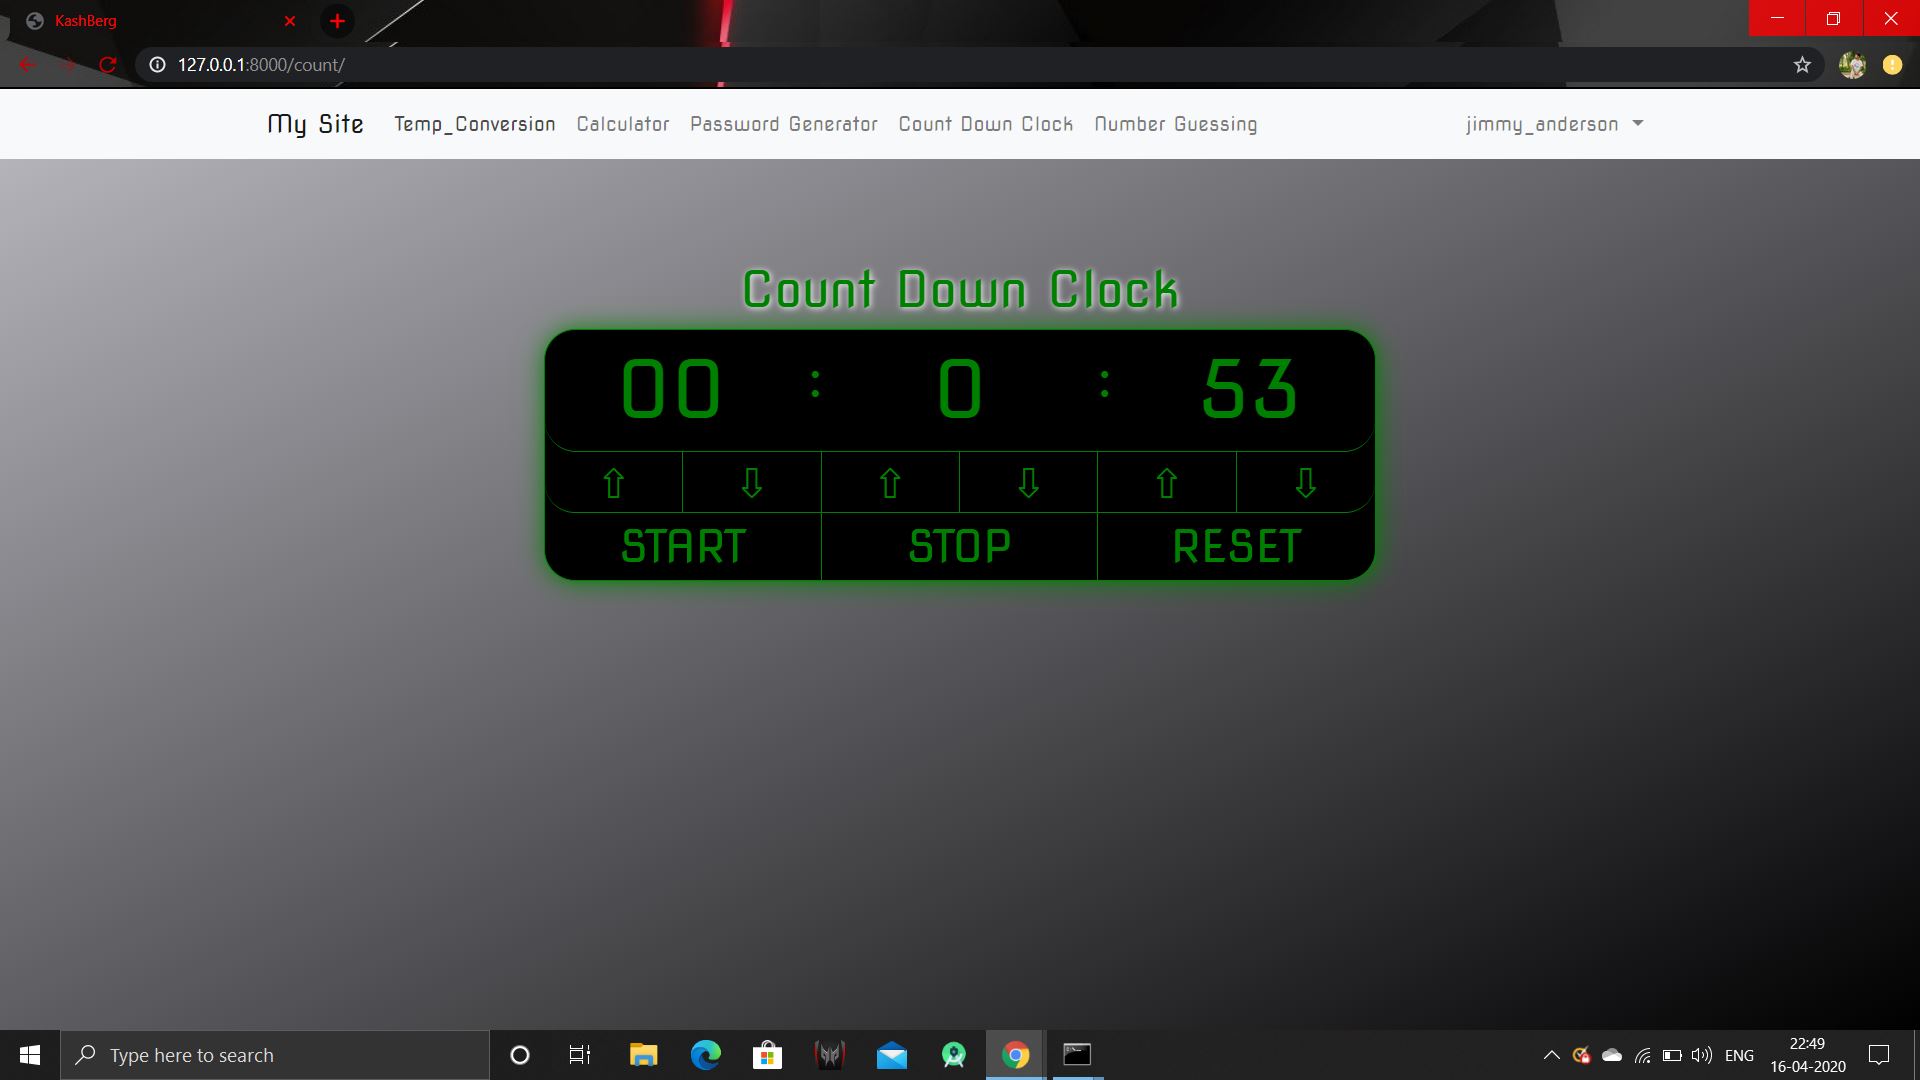 KashBerg
127.0.0.1:8000/count/
My Site Temp_Conversion Calculator Password Generator Count Down Clock Number Guessing jimmy_anderson
Count Down Clock
00 : 0 : 53
⇧ ⇩ ⇧ ⇩ ⇧ ⇩
START STOP RESET
Type here to search
ENG
22:49
16-04-2020